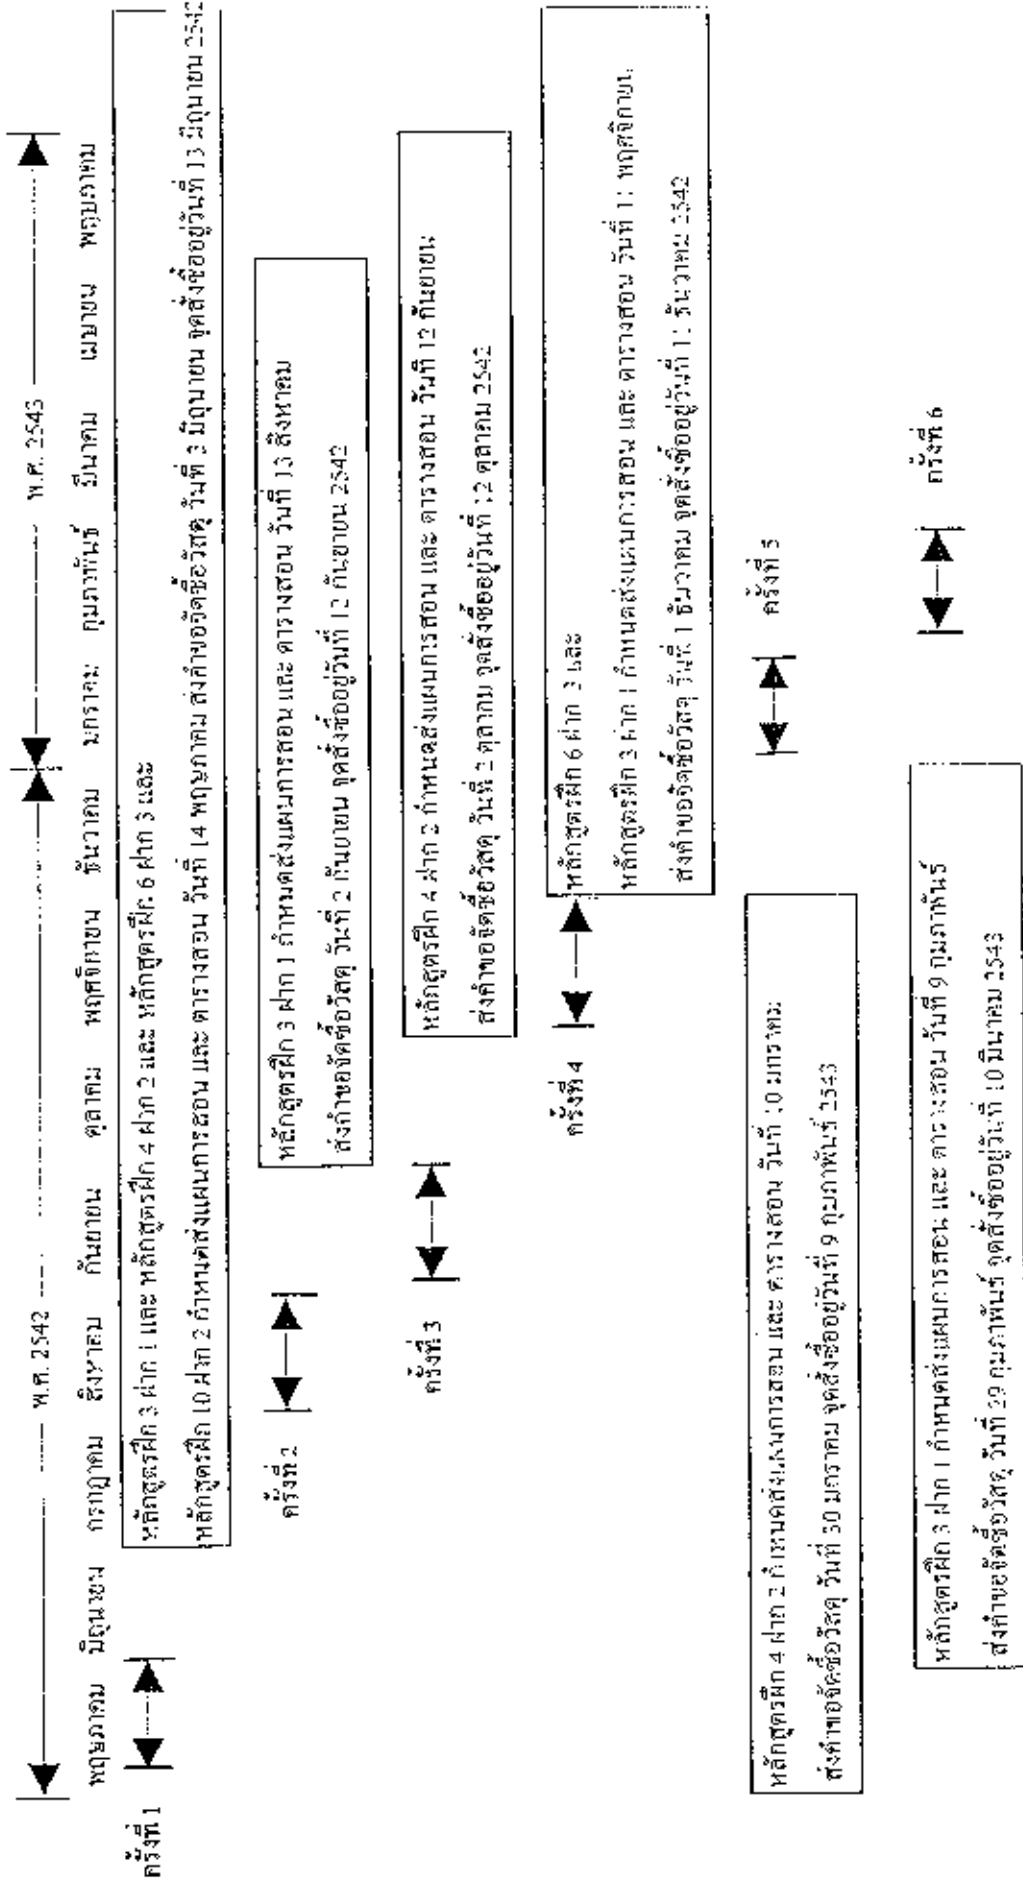 พ.ศ. 2542 พ.ศ. 2543
พฤษภาคม มิถุนายน กรกฎาคม สิงหาคม กันยายน ตุลาคม พฤศจิกายน ธันวาคม มกราคม กุมภาพันธ์ มีนาคม เมษายน พฤษภาคม
ครั้งที่ 1
หลักสูตรฝึก 3 ฝาก 1 และ หลักสูตรฝึก 4 ฝาก 2 และ หลักสูตรฝึก 6 ฝาก 3 และ
หลักสูตรฝึก 10 ฝาก 2 กำหนดส่งแผนการสอน และ ตารางสอน วันที่ 14 พฤษภาคม ส่งคำขอจัดซื้อวัสดุ วันที่ 3 มิถุนายน จุดสั่งซื้ออยู่วันที่ 13 มิถุนายน 2542
ครั้งที่ 2
หลักสูตรฝึก 3 ฝาก 1 กำหนดส่งแผนการสอน และ ตารางสอน วันที่ 13 สิงหาคม
ส่งคำขอจัดซื้อวัสดุ วันที่ 2 กันยายน จุดสั่งซื้ออยู่วันที่ 12 กันยายน 2542
ครั้งที่ 3
หลักสูตรฝึก 4 ฝาก 2 กำหนดส่งแผนการสอน และ ตารางสอน วันที่ 12 กันยายน
ส่งคำขอจัดซื้อวัสดุ วันที่ 2 ตุลาคม จุดสั่งซื้ออยู่วันที่ 12 ตุลาคม 2542
ครั้งที่ 4
หลักสูตรฝึก 6 ฝาก 3 และ
หลักสูตรฝึก 3 ฝาก 1 กำหนดส่งแผนการสอน และ ตารางสอน วันที่ 11 พฤศจิกายน
ส่งคำขอจัดซื้อวัสดุ วันที่ 1 ธันวาคม จุดสั่งซื้ออยู่วันที่ 11 ธันวาคม 2542
ครั้งที่ 5
หลักสูตรฝึก 4 ฝาก 2 กำหนดส่งแผนการสอน และ ตารางสอน วันที่ 10 มกราคม
ส่งคำขอจัดซื้อวัสดุ วันที่ 30 มกราคม จุดสั่งซื้ออยู่วันที่ 9 กุมภาพันธ์ 2543
ครั้งที่ 6
หลักสูตรฝึก 3 ฝาก 1 กำหนดส่งแผนการสอน และ ตารางสอน วันที่ 9 กุมภาพันธ์
ส่งคำขอจัดซื้อวัสดุ วันที่ 29 กุมภาพันธ์ จุดสั่งซื้ออยู่วันที่ 10 มีนาคม 2543